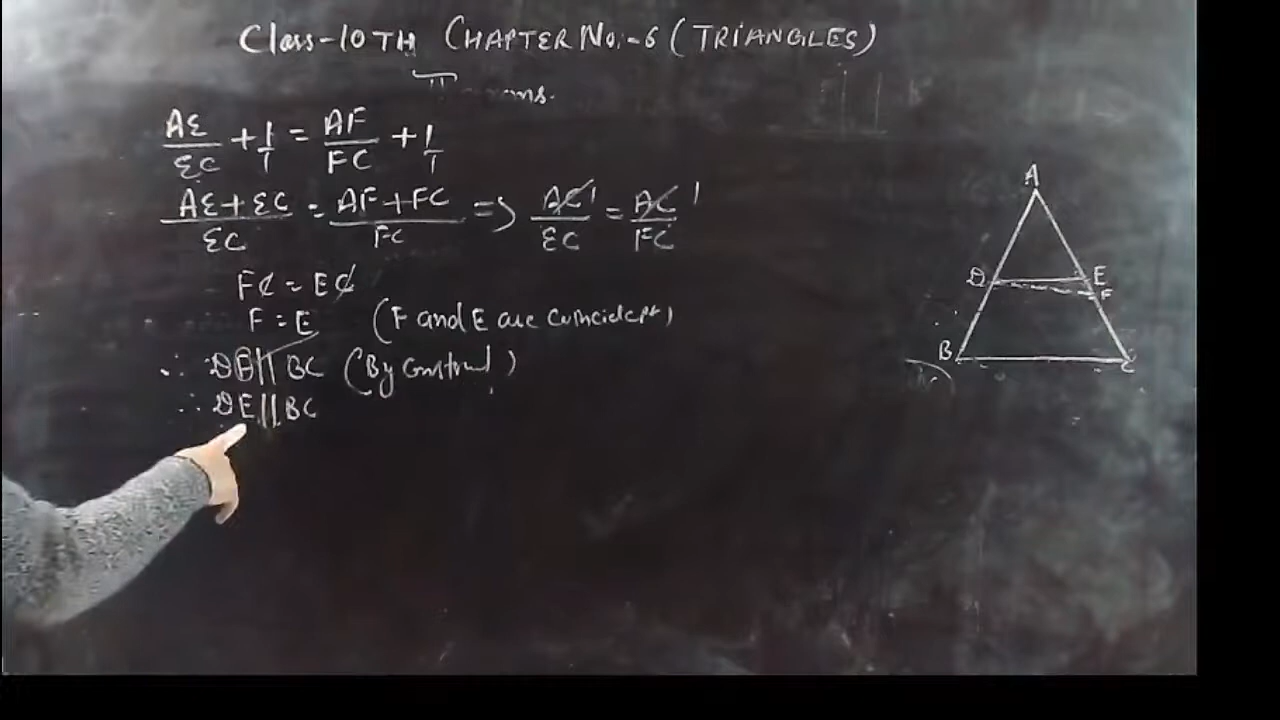 Class-10TH CHAPTER No:-6 (TRIANGLES)
AE/EC + 1/1 = AF/FC + 1/1
AE+EC/EC = AF+FC/FC => AC/EC = AC/FC
FC = EC
F = E (F and E are coincident)
∴ DF || BC (By construct)
∴ DE || BC
A
D E
F
B C